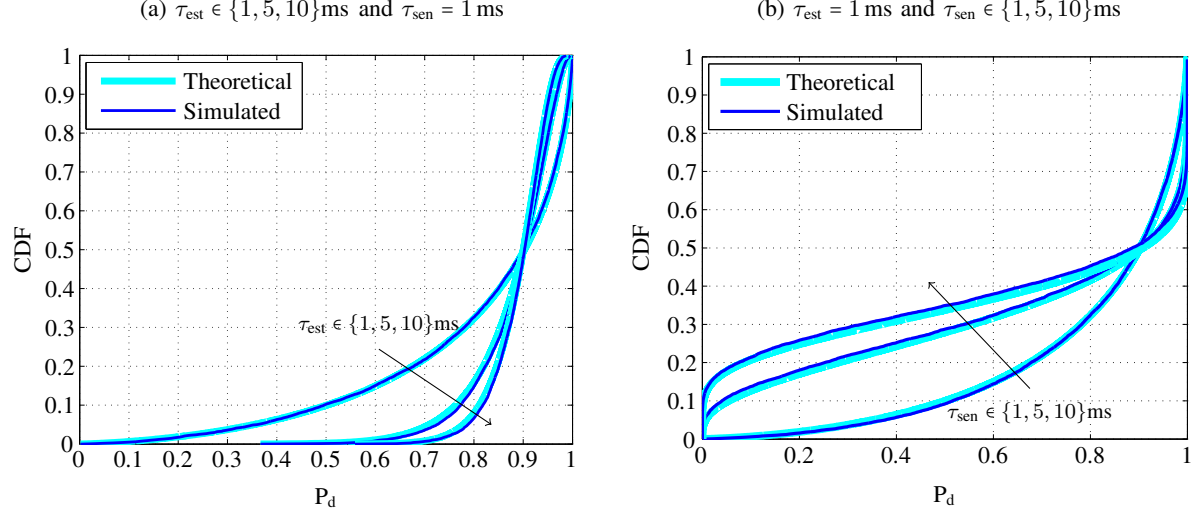 (a) τest ∈ {1, 5, 10}ms and τsen = 1 ms
1
0.9
0.8
0.7
0.6
0.5
0.4
0.3
0.2
0.1
0
CDF
Theoretical
Simulated
τest ∈ {1, 5, 10}ms
0 0.1 0.2 0.3 0.4 0.5 0.6 0.7 0.8 0.9 1
Pd
(b) τest = 1 ms and τsen ∈ {1, 5, 10}ms
1
0.9
0.8
0.7
0.6
0.5
0.4
0.3
0.2
0.1
0
CDF
Theoretical
Simulated
τsen ∈ {1, 5, 10}ms
0 0.2 0.4 0.6 0.8 1
Pd